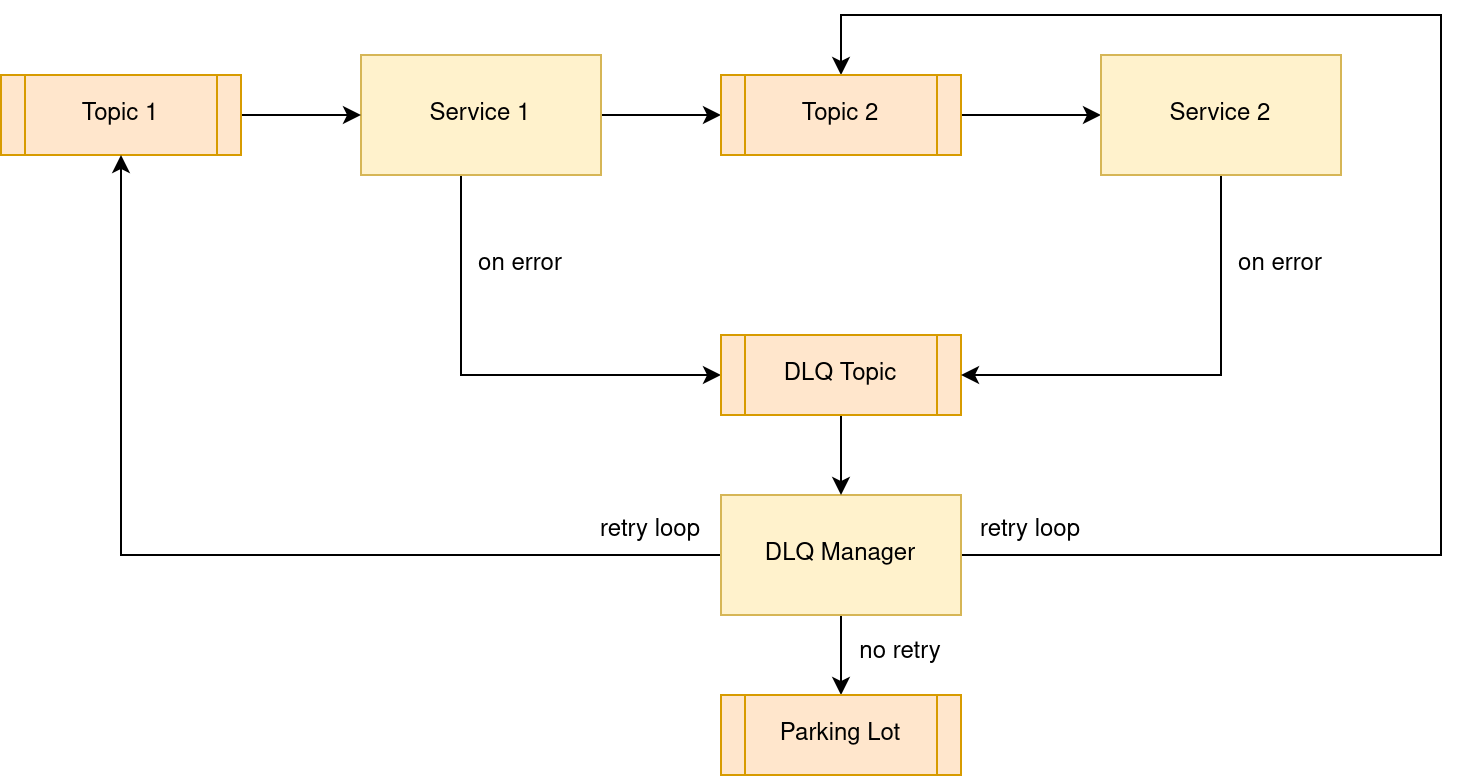 Topic 1
Service 1
Topic 2
Service 2
on error
on error
DLQ Topic
retry loop
DLQ Manager
retry loop
no retry
Parking Lot